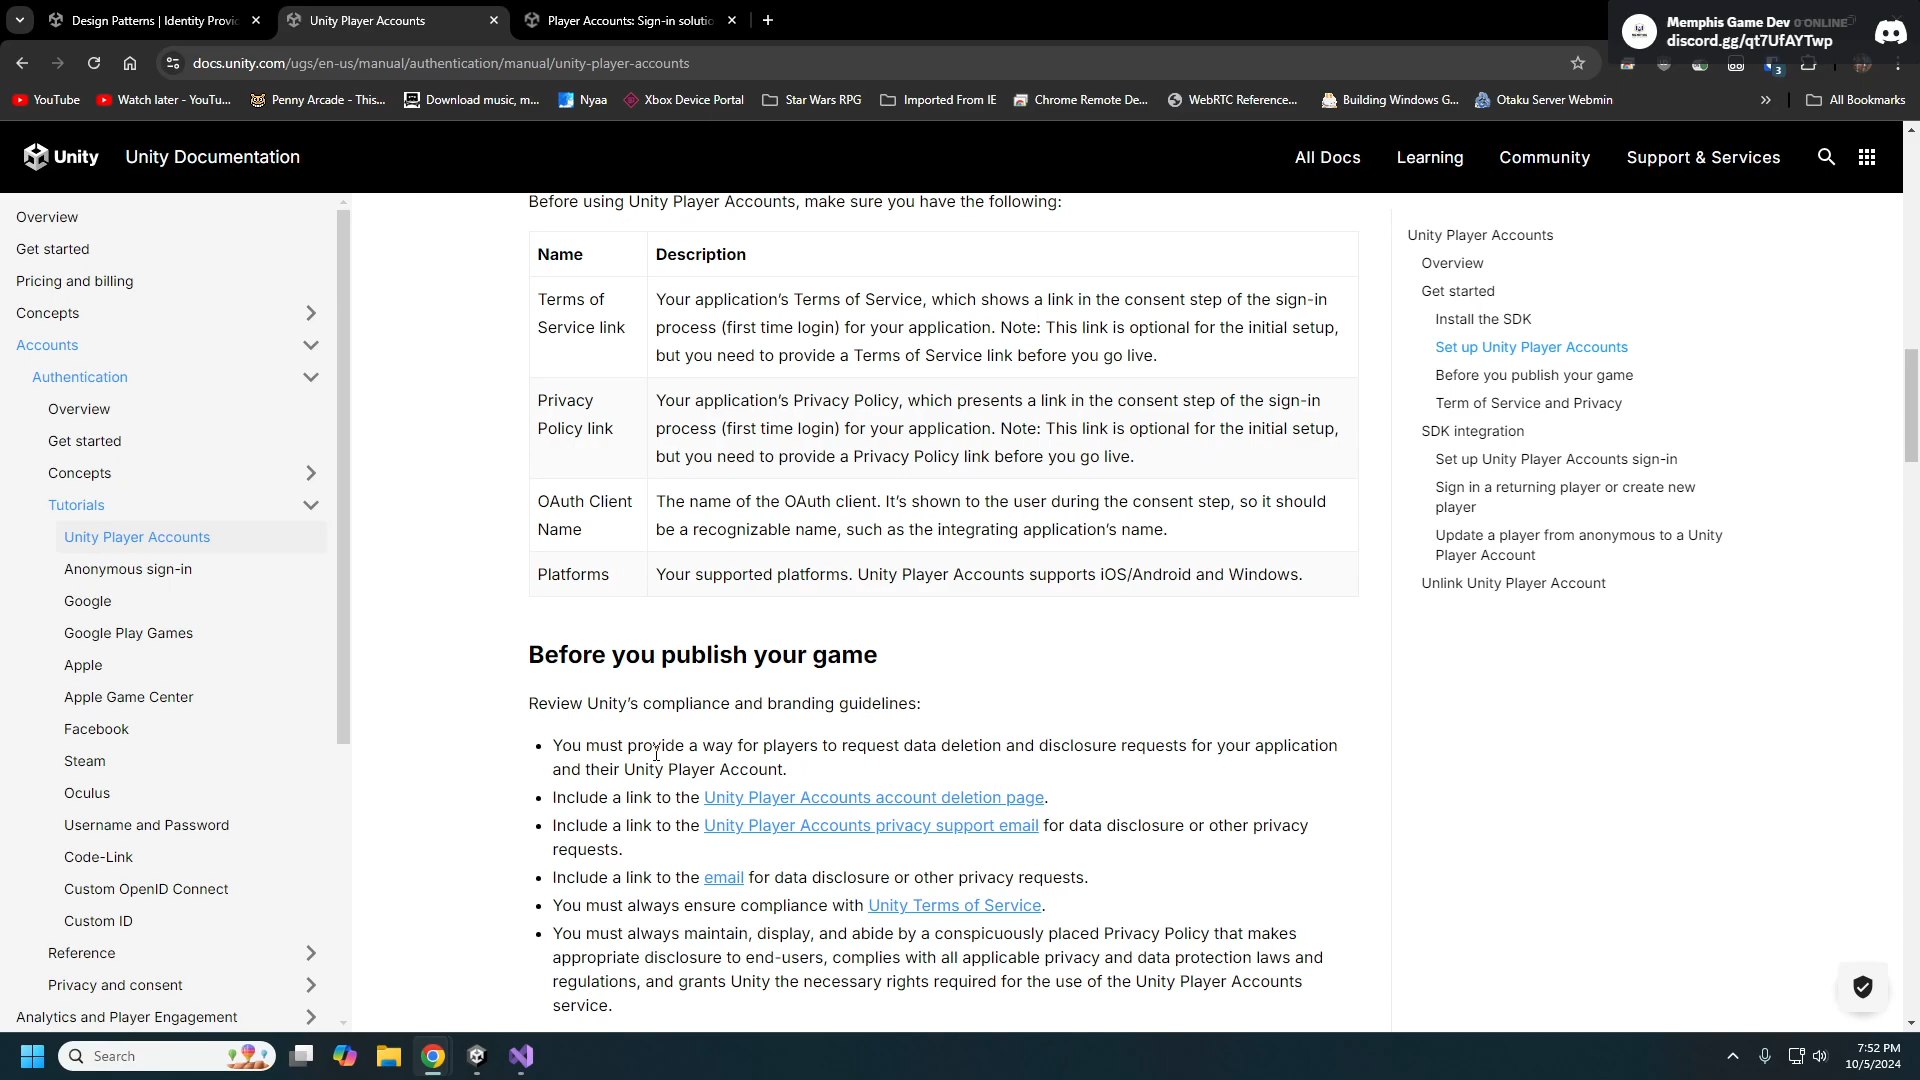 Design Patterns | Identity Provid
Unity Player Accounts
Player Accounts: Sign-in solutio
Memphis Game Dev 0 ONLINE
discord.gg/qt7UfAYTwp
docs.unity.com/ugs/en-us/manual/authentication/manual/unity-player-accounts
3
YouTube
Watch later - YouTu...
Penny Arcade - This...
Download music, m...
Nyaa
Xbox Device Portal
Star Wars RPG
Imported From IE
Chrome Remote De...
WebRTC Reference...
Building Windows G...
Otaku Server Webmin
»
All Bookmarks
Unity
Unity Documentation
All Docs
Learning
Community
Support & Services
Overview
Get started
Pricing and billing
Concepts
Accounts
Authentication
Overview
Get started
Concepts
Tutorials
Unity Player Accounts
Anonymous sign-in
Google
Google Play Games
Apple
Apple Game Center
Facebook
Steam
Oculus
Username and Password
Code-Link
Custom OpenID Connect
Custom ID
Reference
Privacy and consent
Analytics and Player Engagement
Before using Unity Player Accounts, make sure you have the following:
Name
Description
Terms of
Service link
Your application's Terms of Service, which shows a link in the consent step of the sign-in
process (first time login) for your application. Note: This link is optional for the initial setup,
but you need to provide a Terms of Service link before you go live.
Privacy
Policy link
Your application's Privacy Policy, which presents a link in the consent step of the sign-in
process (first time login) for your application. Note: This link is optional for the initial setup,
but you need to provide a Privacy Policy link before you go live.
OAuth Client
Name
The name of the OAuth client. It's shown to the user during the consent step, so it should
be a recognizable name, such as the integrating application's name.
Platforms
Your supported platforms. Unity Player Accounts supports iOS/Android and Windows.
Before you publish your game
Review Unity's compliance and branding guidelines:
• You must provide a way for players to request data deletion and disclosure requests for your application
and their Unity Player Account.
• Include a link to the Unity Player Accounts account deletion page.
• Include a link to the Unity Player Accounts privacy support email for data disclosure or other privacy
requests.
• Include a link to the email for data disclosure or other privacy requests.
• You must always ensure compliance with Unity Terms of Service.
• You must always maintain, display, and abide by a conspicuously placed Privacy Policy that makes
appropriate disclosure to end-users, complies with all applicable privacy and data protection laws and
regulations, and grants Unity the necessary rights required for the use of the Unity Player Accounts
service.
Unity Player Accounts
Overview
Get started
Install the SDK
Set up Unity Player Accounts
Before you publish your game
Term of Service and Privacy
SDK integration
Set up Unity Player Accounts sign-in
Sign in a returning player or create new
player
Update a player from anonymous to a Unity
Player Account
Unlink Unity Player Account
Search
7:52 PM
10/5/2024